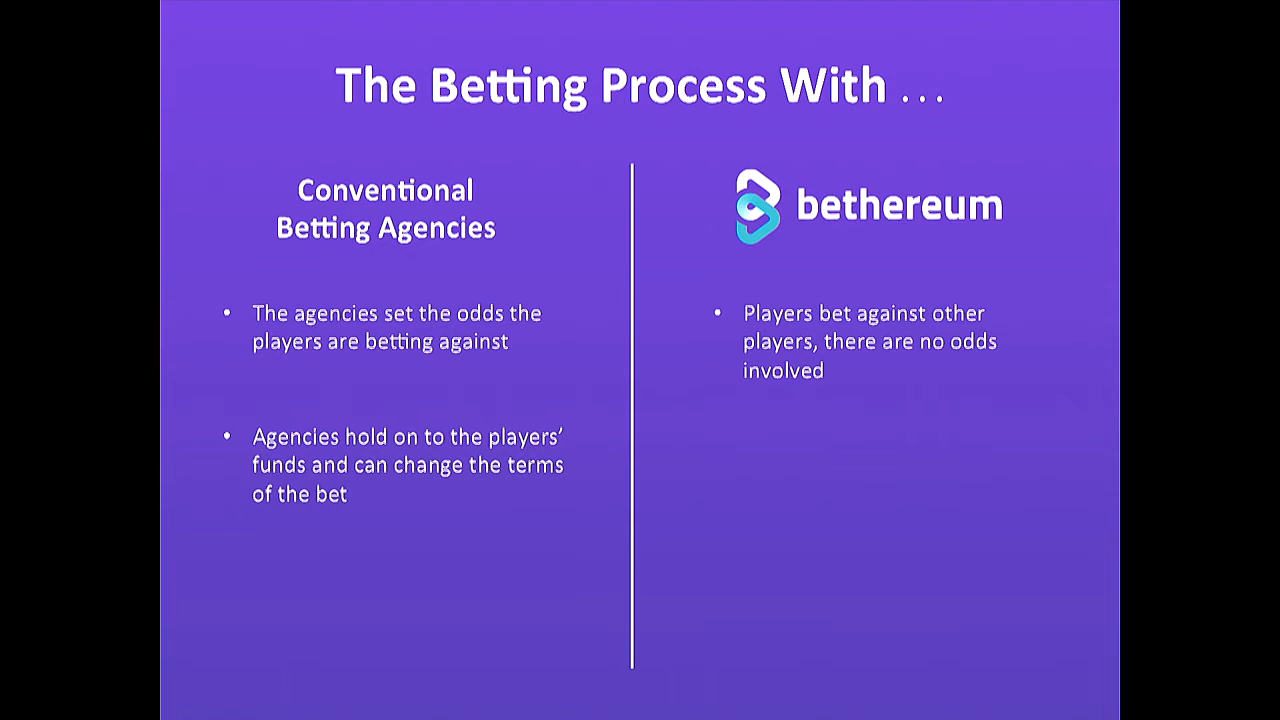 The Betting Process With ...
Conventional
Betting Agencies
• The agencies set the odds the
players are betting against
• Agencies hold on to the players’
funds and can change the terms
of the bet
bethereum
• Players bet against other
players, there are no odds
involved